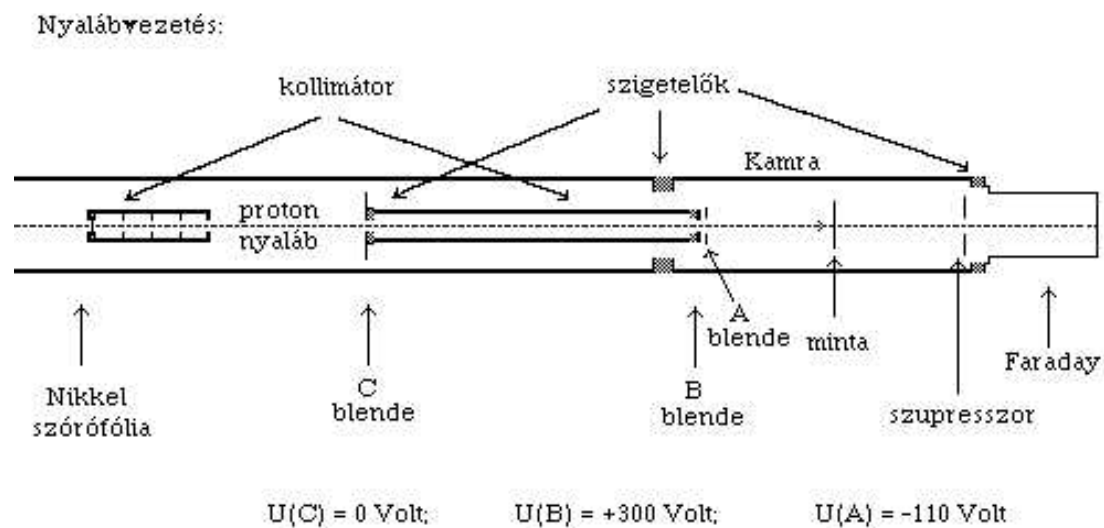 Nyalábvezetés:
kollimátor
szigetelők
Kamra
proton
nyaláb
A
blende
minta
Faraday
Nikkel
szórófólia
C
blende
B
blende
szupresszor
U(C) = 0 Volt;
U(B) = +300 Volt;
U(A) = -110 Volt